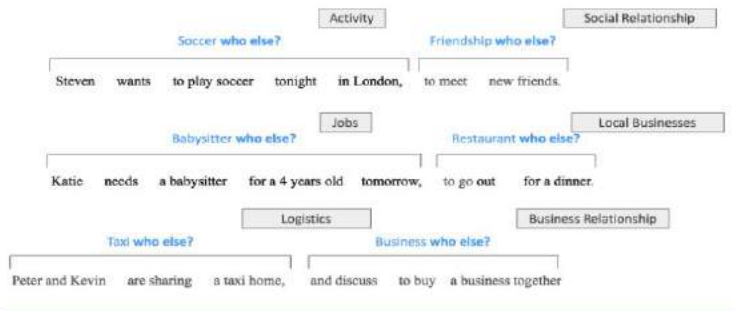 Activity Social Relationship
Soccer who else? Friendship who else?
Steven wants to play soccer tonight in London, to meet new friends.
Jobs Local Businesses
Babysitter who else? Restaurant who else?
Katie needs a babysitter for a 4 years old tomorrow, to go out for a dinner.
Logistics Business Relationship
Taxi who else? Business who else?
Peter and Kevin are sharing a taxi home, and discuss to buy a business together